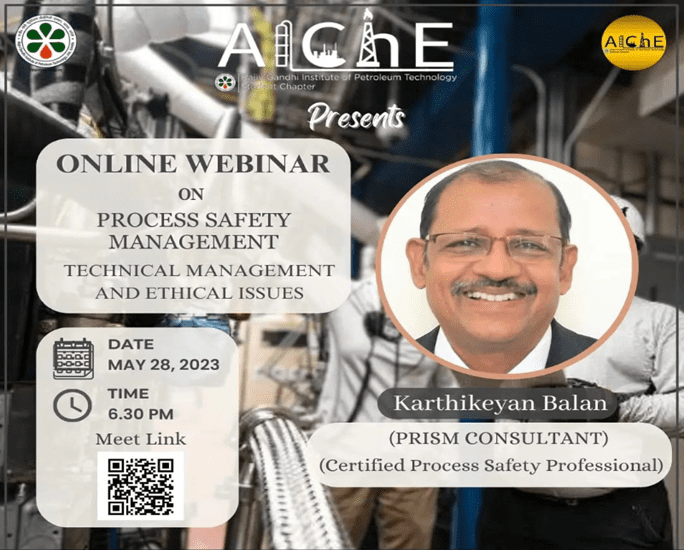 AIChE
Rajiv Gandhi Institute of Petroleum Technology
Student Chapter
AIChE
Presents
ONLINE WEBINAR
ON
PROCESS SAFETY
MANAGEMENT
TECHNICAL MANAGEMENT
AND ETHICAL ISSUES
DATE
MAY 28, 2023
TIME
6.30 PM
Meet Link
Karthikeyan Balan
(PRISM CONSULTANT)
(Certified Process Safety Professional)